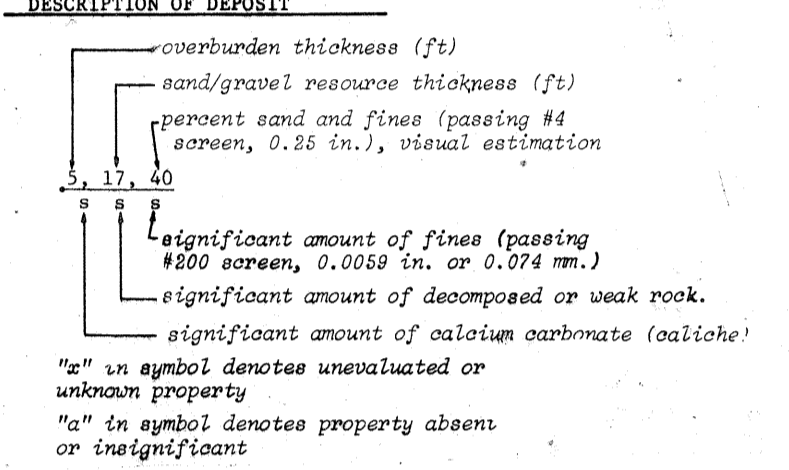 DESCRIPTION OF DEPOSIT
overburden thickness (ft)
sand/gravel resource thickness (ft)
percent sand and fines (passing #4
screen, 0.25 in.), visual estimation
5, 17, 40
s s s
significant amount of fines (passing
#200 screen, 0.0059 in. or 0.074 mm.)
significant amount of decomposed or weak rock.
significant amount of calcium carbonate (caliche)
"x" in symbol denotes unevaluated or
unknown property
"a" in symbol denotes property absent
or insignificant